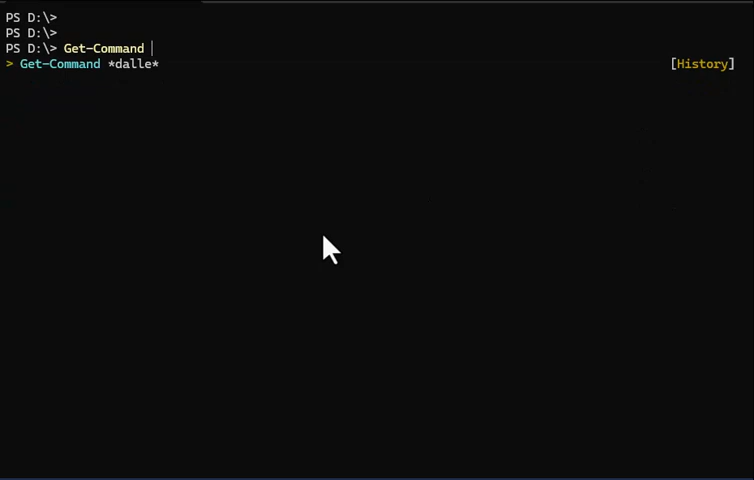 PS D:\>
PS D:\>
PS D:\> Get-Command
> Get-Command *dalle* [History]